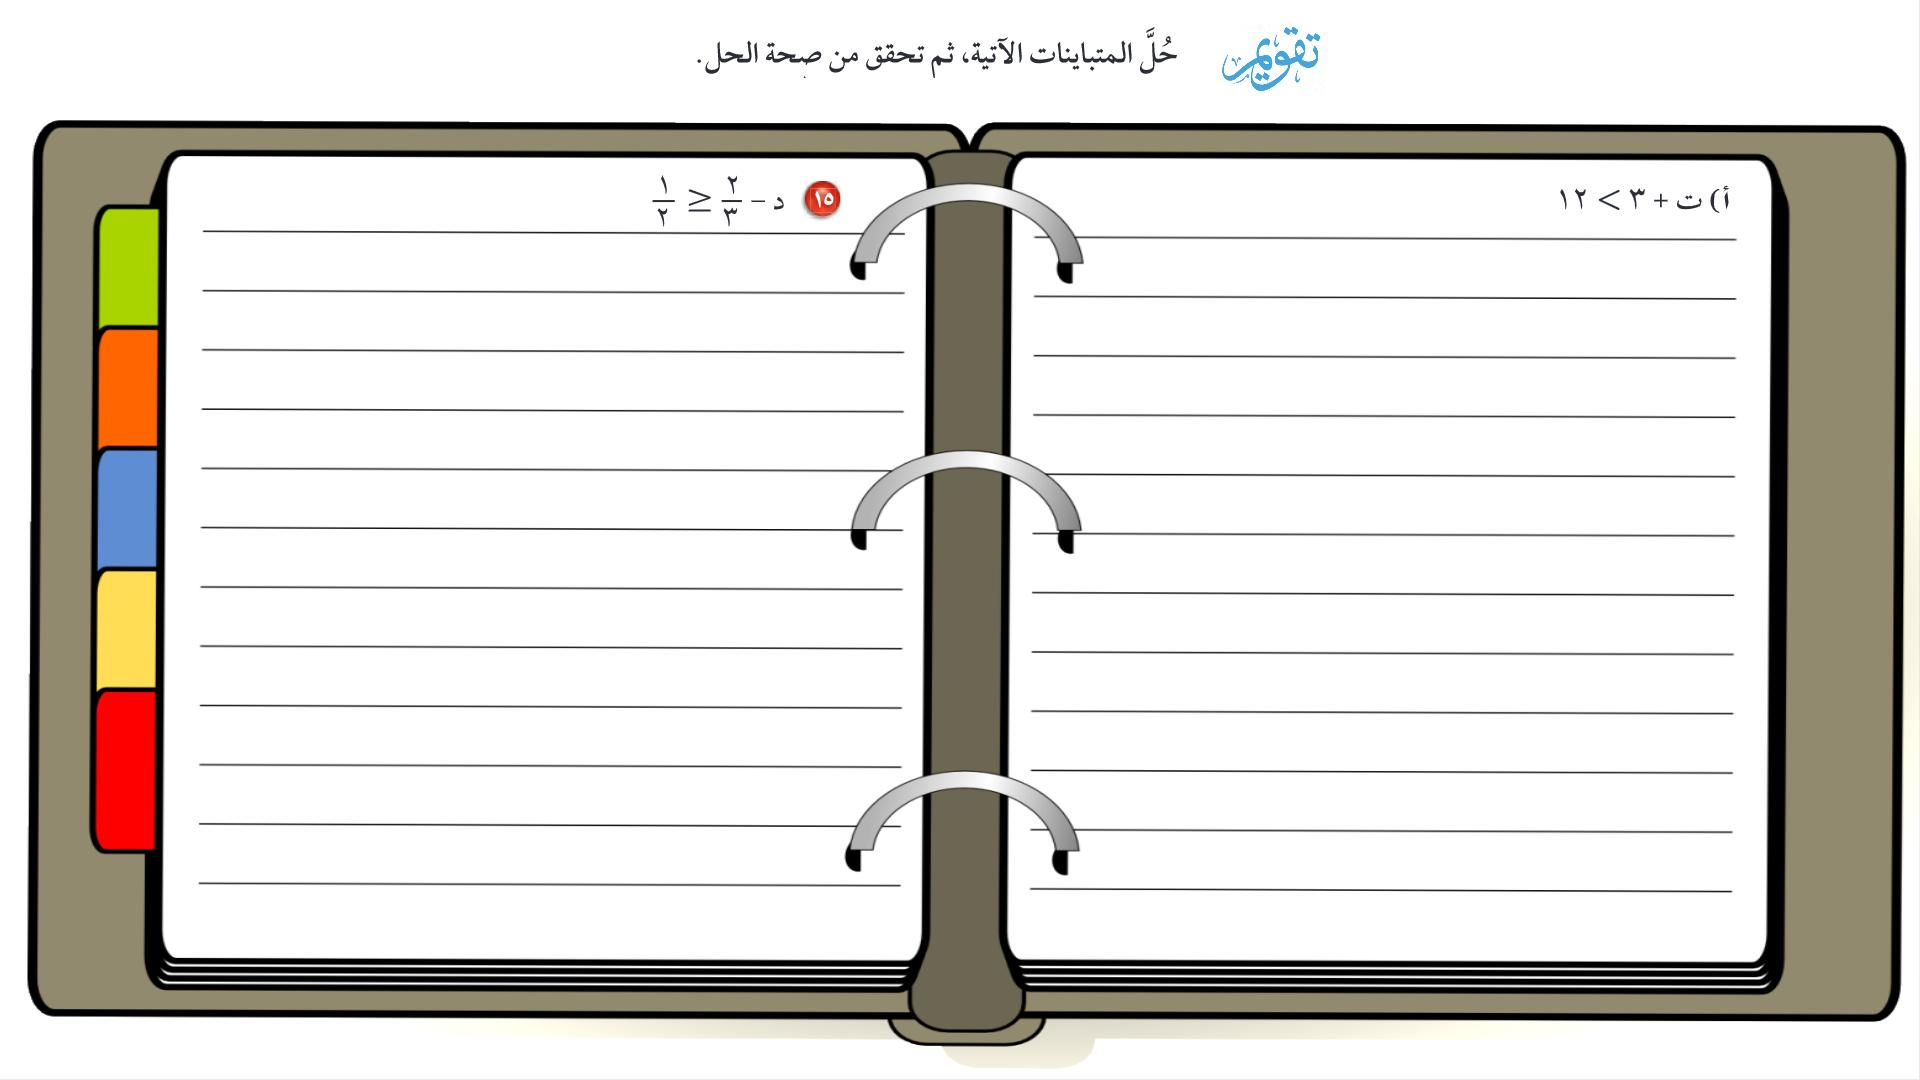 تقويم
حُلَّ المتباينات الآتية، ثم تحقق من صحة الحل.
أ) ت + ٣ > ١٢
١٥ د - ٢/٣ ≤ ١/٢